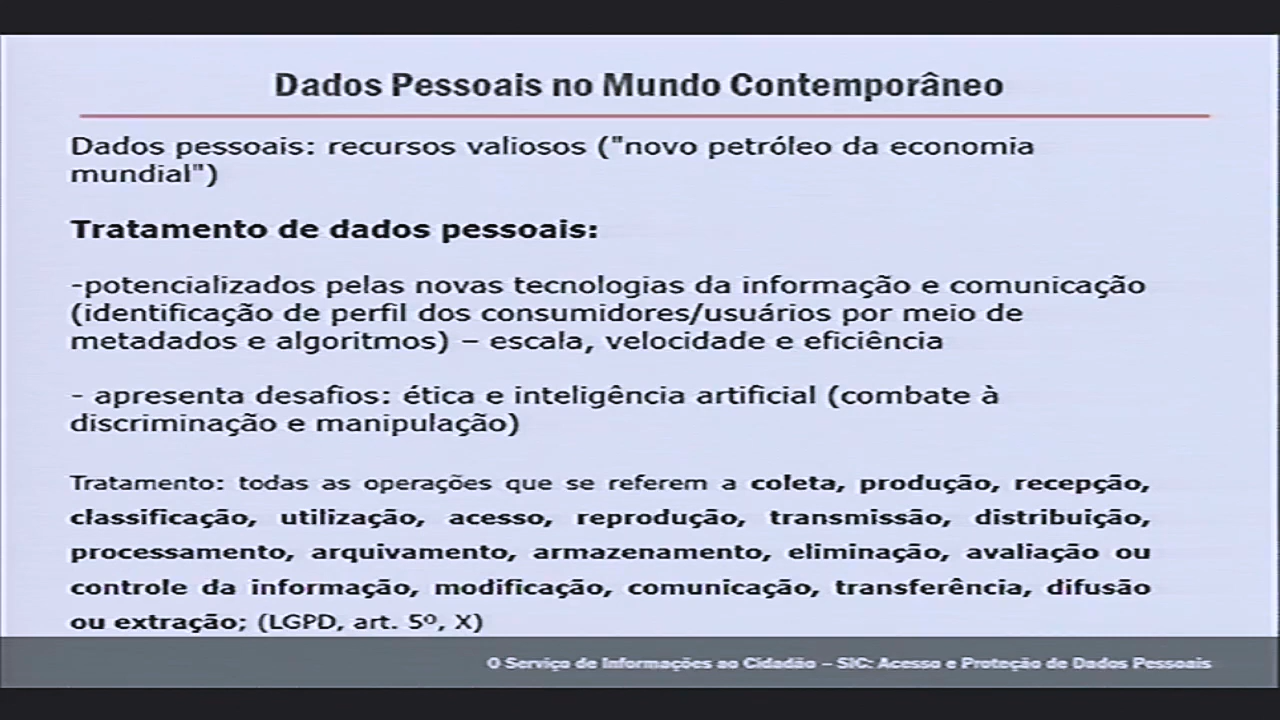 Dados Pessoais no Mundo Contemporâneo
Dados pessoais: recursos valiosos ("novo petróleo da economia
mundial")
Tratamento de dados pessoais:
-potencializados pelas novas tecnologias da informação e comunicação
(identificação de perfil dos consumidores/usuários por meio de
metadados e algoritmos) – escala, velocidade e eficiência
- apresenta desafios: ética e inteligência artificial (combate à
discriminação e manipulação)
Tratamento: todas as operações que se referem a coleta, produção, recepção,
classificação, utilização, acesso, reprodução, transmissão, distribuição,
processamento, arquivamento, armazenamento, eliminação, avaliação ou
controle da informação, modificação, comunicação, transferência, difusão
ou extração; (LGPD, art. 5º, X)
O Serviço de Informações ao Cidadão – SIC: Acesso e Proteção de Dados Pessoais